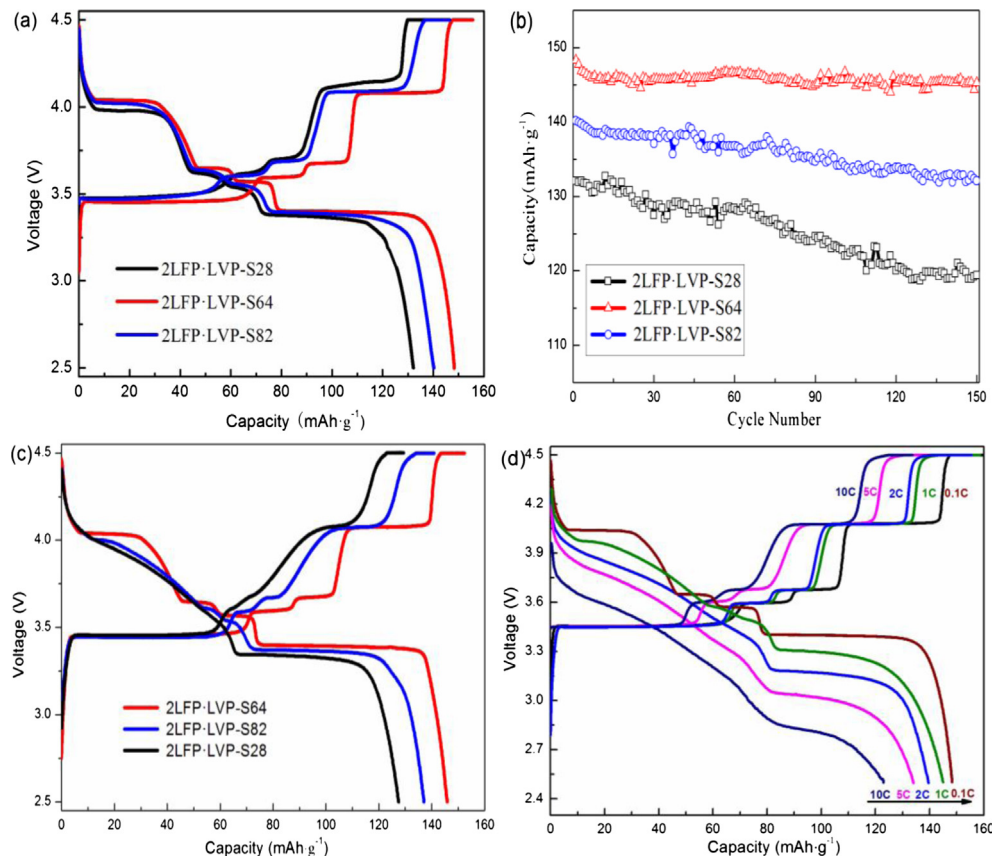 (a)
4.5
4.0
3.5
3.0
2.5
Voltage (V)
2LFP·LVP-S28
2LFP·LVP-S64
2LFP·LVP-S82
0 20 40 60 80 100 120 140 160
Capacity (mAh·g⁻¹)
(b)
150
140
130
120
110
Capacity (mAh·g⁻¹)
2LFP·LVP-S28
2LFP·LVP-S64
2LFP·LVP-S82
0 30 60 90 120 150
Cycle Number
(c)
4.5
4.0
3.5
3.0
2.5
Voltage (V)
2LFP·LVP-S64
2LFP·LVP-S82
2LFP·LVP-S28
0 20 40 60 80 100 120 140 160
Capacity (mAh·g⁻¹)
(d)
4.5
4.2
3.9
3.6
3.3
3.0
2.7
2.4
Voltage (V)
10C 5C 2C 1C 0.1C
10C 5C 2C 1C 0.1C
0 20 40 60 80 100 120 140 160
Capacity (mAh·g⁻¹)